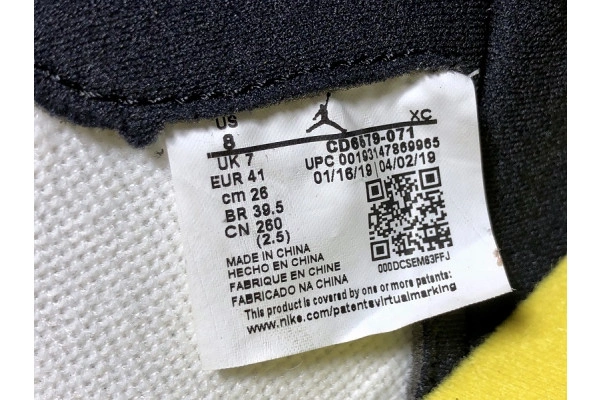 US
8
XC
UK 7
EUR 41
cm 26
BR 39.5
CN 260
(2.5)
CD6579-071
UPC 00193147869965
01/16/19 04/02/19
000DCSEM63FFJ
MADE IN CHINA
HECHO EN CHINA
FABRIQUE EN CHINE
FABRICADO NA CHINA
This product is covered by one or more patents:
www.nike.com/patentsvirtualmarking